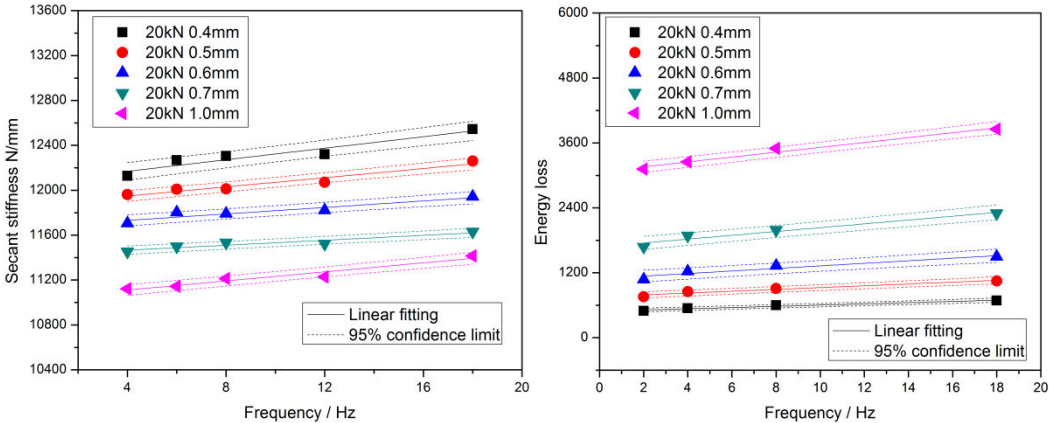 13600
13200
12800
12400
12000
11600
11200
10800
10400
Secant stiffness N/mm
20kN 0.4mm
20kN 0.5mm
20kN 0.6mm
20kN 0.7mm
20kN 1.0mm
Linear fitting
95% confidence limit
4 8 12 16 20
Frequency / Hz
6000
4800
3600
2400
1200
0
Energy loss
20kN 0.4mm
20kN 0.5mm
20kN 0.6mm
20kN 0.7mm
20kN 1.0mm
Linear fitting
95% confidence limit
0 2 4 6 8 10 12 14 16 18 20
Frequency / Hz